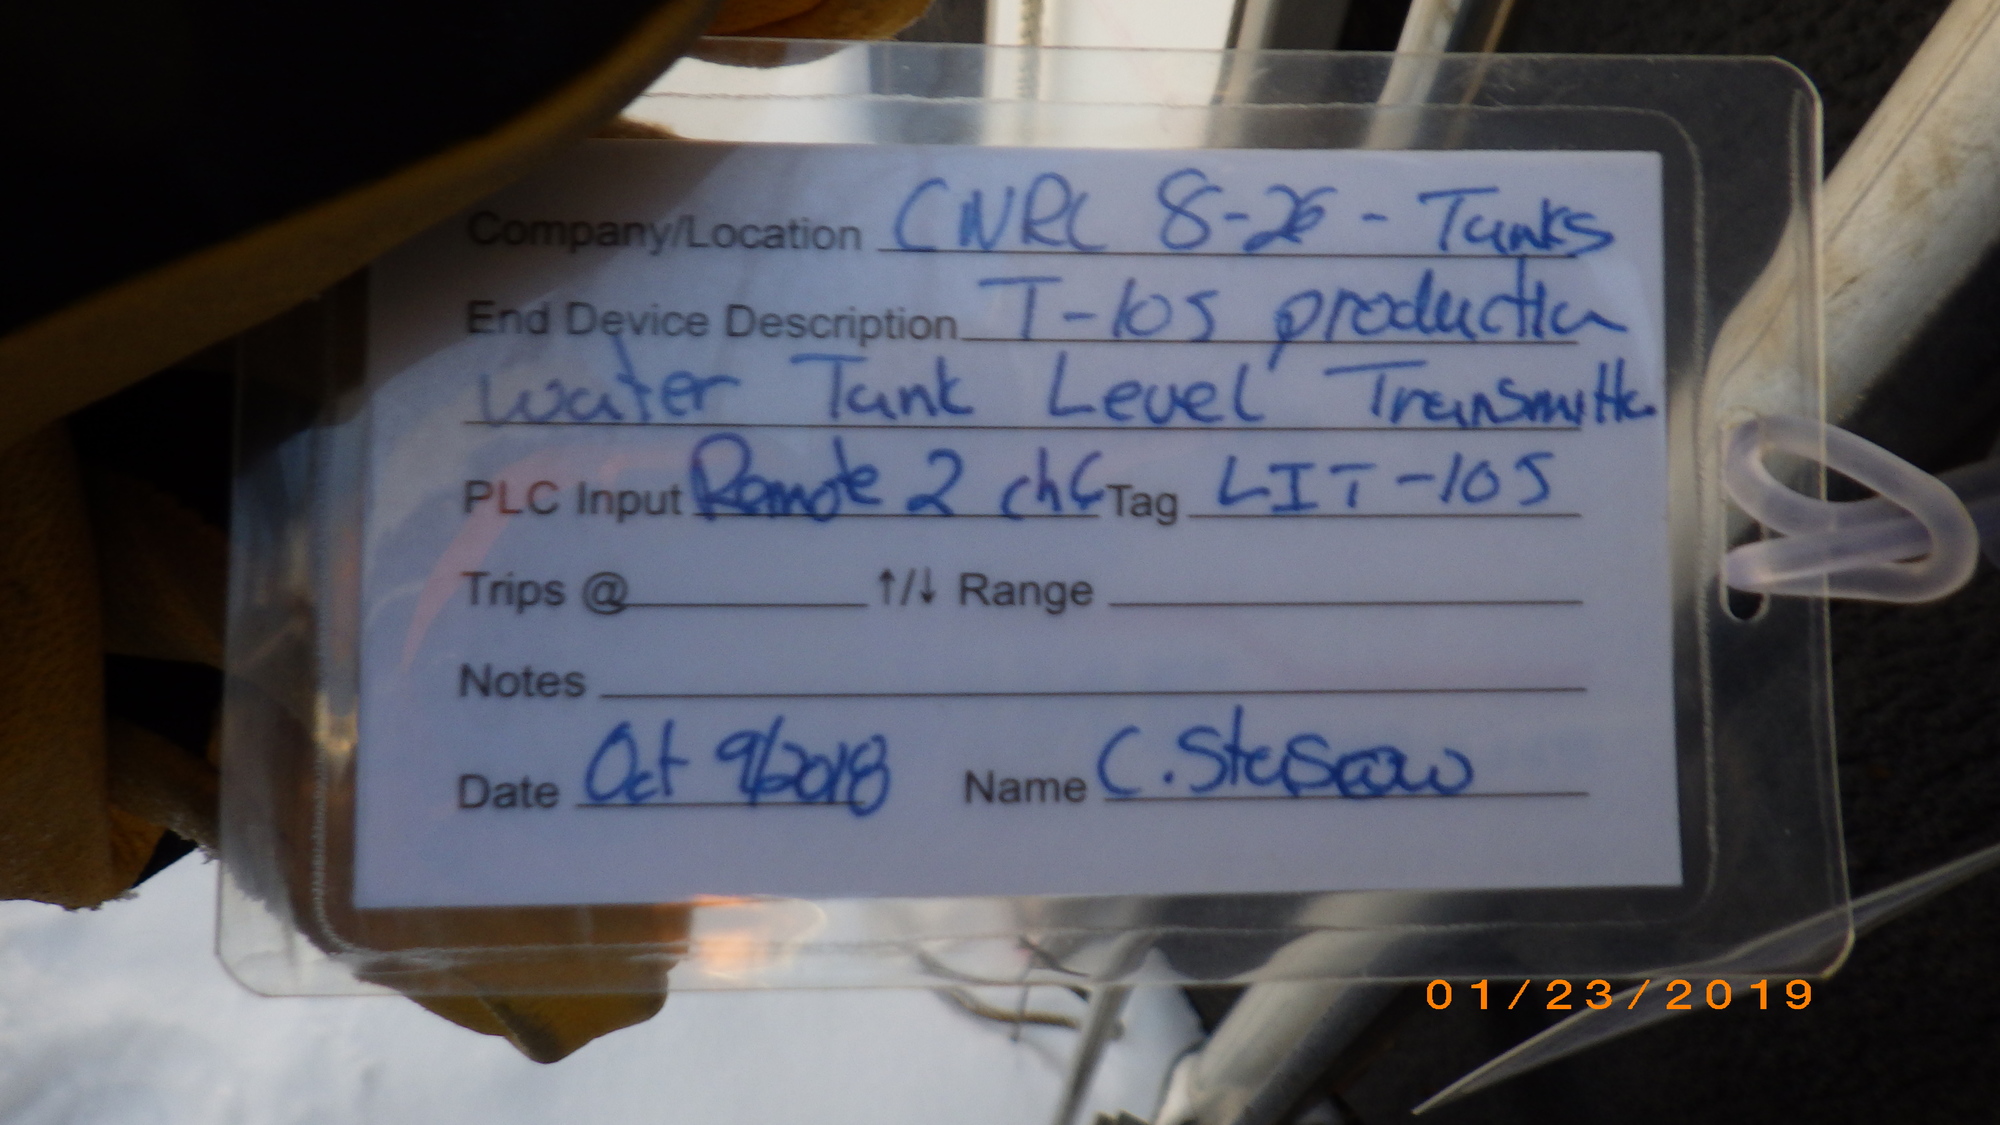 Company/Location CNRL 8-26 - Tanks
End Device Description T-105 production
Water Tank Level Transmitter
PLC Input Remote 2 ch6 Tag LIT-105
Trips @ ↑/↓ Range
Notes
Date Oct 9/2018 Name C.
01/23/2019